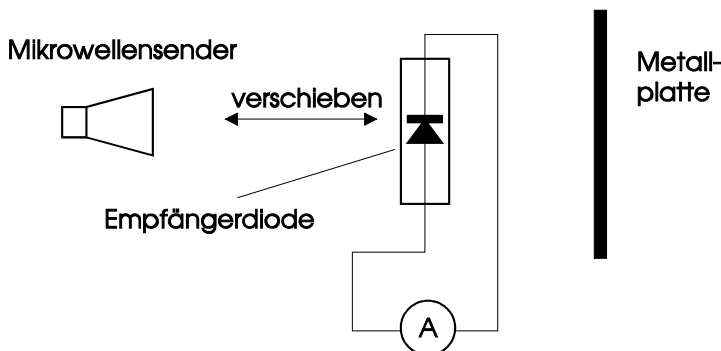 Mikrowellensender
verschieben
Metall-
platte
Empfängerdiode
A